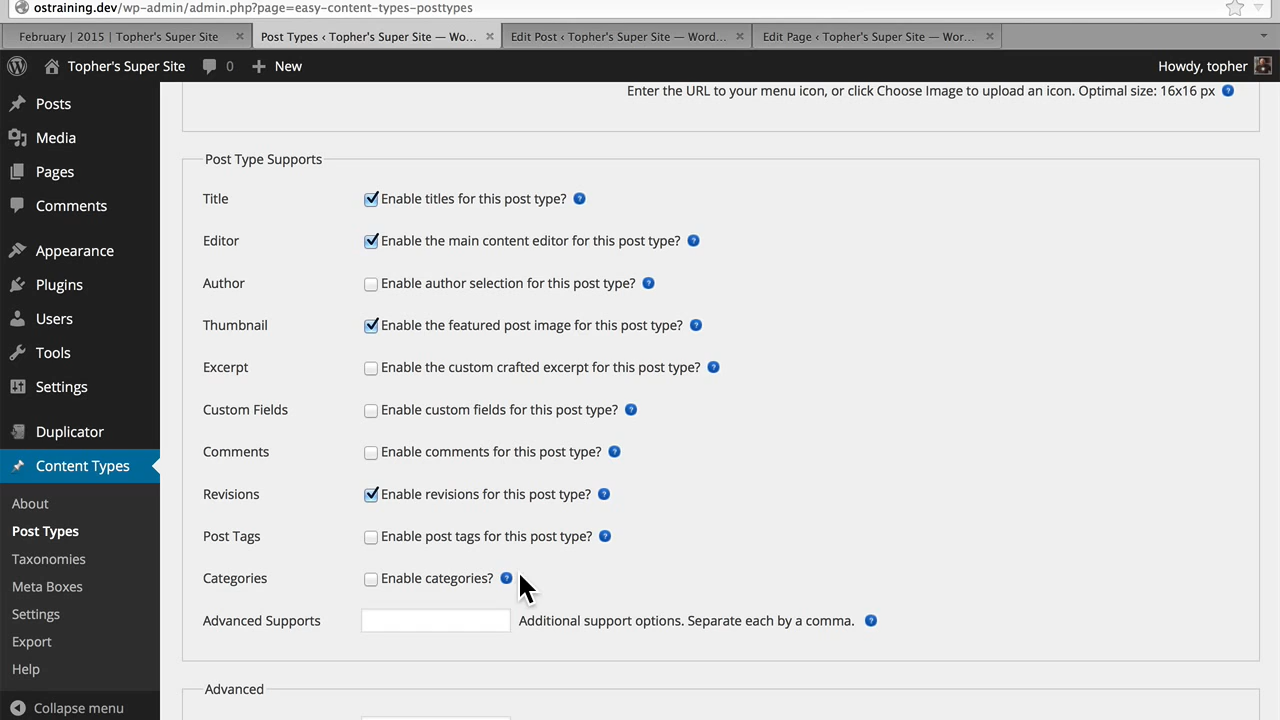 ostraining.dev/wp-admin/admin.php?page=easy-content-types-posttypes
February | 2015 | Topher's Super Site
Post Types ‹ Topher's Super Site — Wo...
Edit Post ‹ Topher's Super Site — Word...
Edit Page ‹ Topher's Super Site — Wor...
Topher's Super Site
0
New
Howdy, topher
Posts
Media
Pages
Comments
Appearance
Plugins
Users
Tools
Settings
Duplicator
Content Types
About
Post Types
Taxonomies
Meta Boxes
Settings
Export
Help
Collapse menu
Enter the URL to your menu icon, or click Choose Image to upload an icon. Optimal size: 16x16 px ?
Post Type Supports
Title Enable titles for this post type? ?
Editor Enable the main content editor for this post type? ?
Author Enable author selection for this post type? ?
Thumbnail Enable the featured post image for this post type? ?
Excerpt Enable the custom crafted excerpt for this post type? ?
Custom Fields Enable custom fields for this post type? ?
Comments Enable comments for this post type? ?
Revisions Enable revisions for this post type? ?
Post Tags Enable post tags for this post type? ?
Categories Enable categories? ?
Advanced Supports Additional support options. Separate each by a comma. ?
Advanced